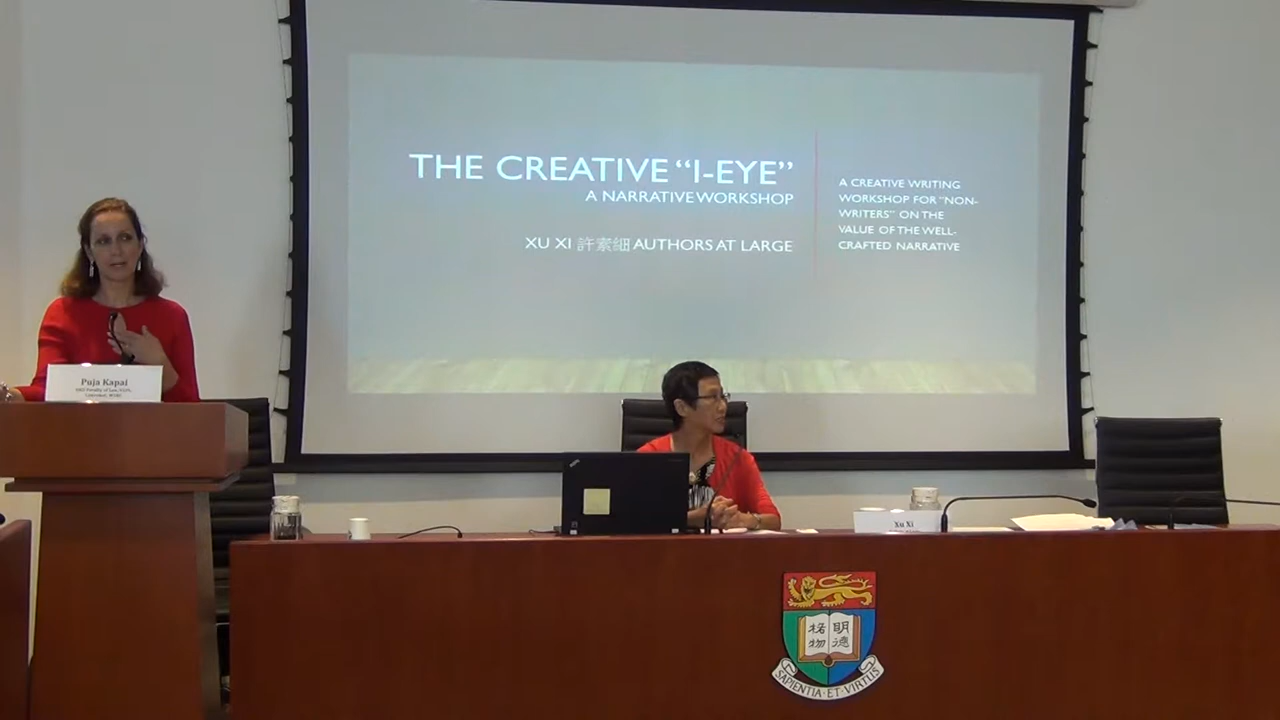 THE CREATIVE “I-EYE”
A NARRATIVE WORKSHOP
XU XI 許素細 AUTHORS AT LARGE
A CREATIVE WRITING
WORKSHOP FOR “NON-
WRITERS” ON THE
VALUE OF THE WELL-
CRAFTED NARRATIVE
Puja Kapai
Xu Xi
明德
格物
SAPIENTIA·ET·VIRTUS